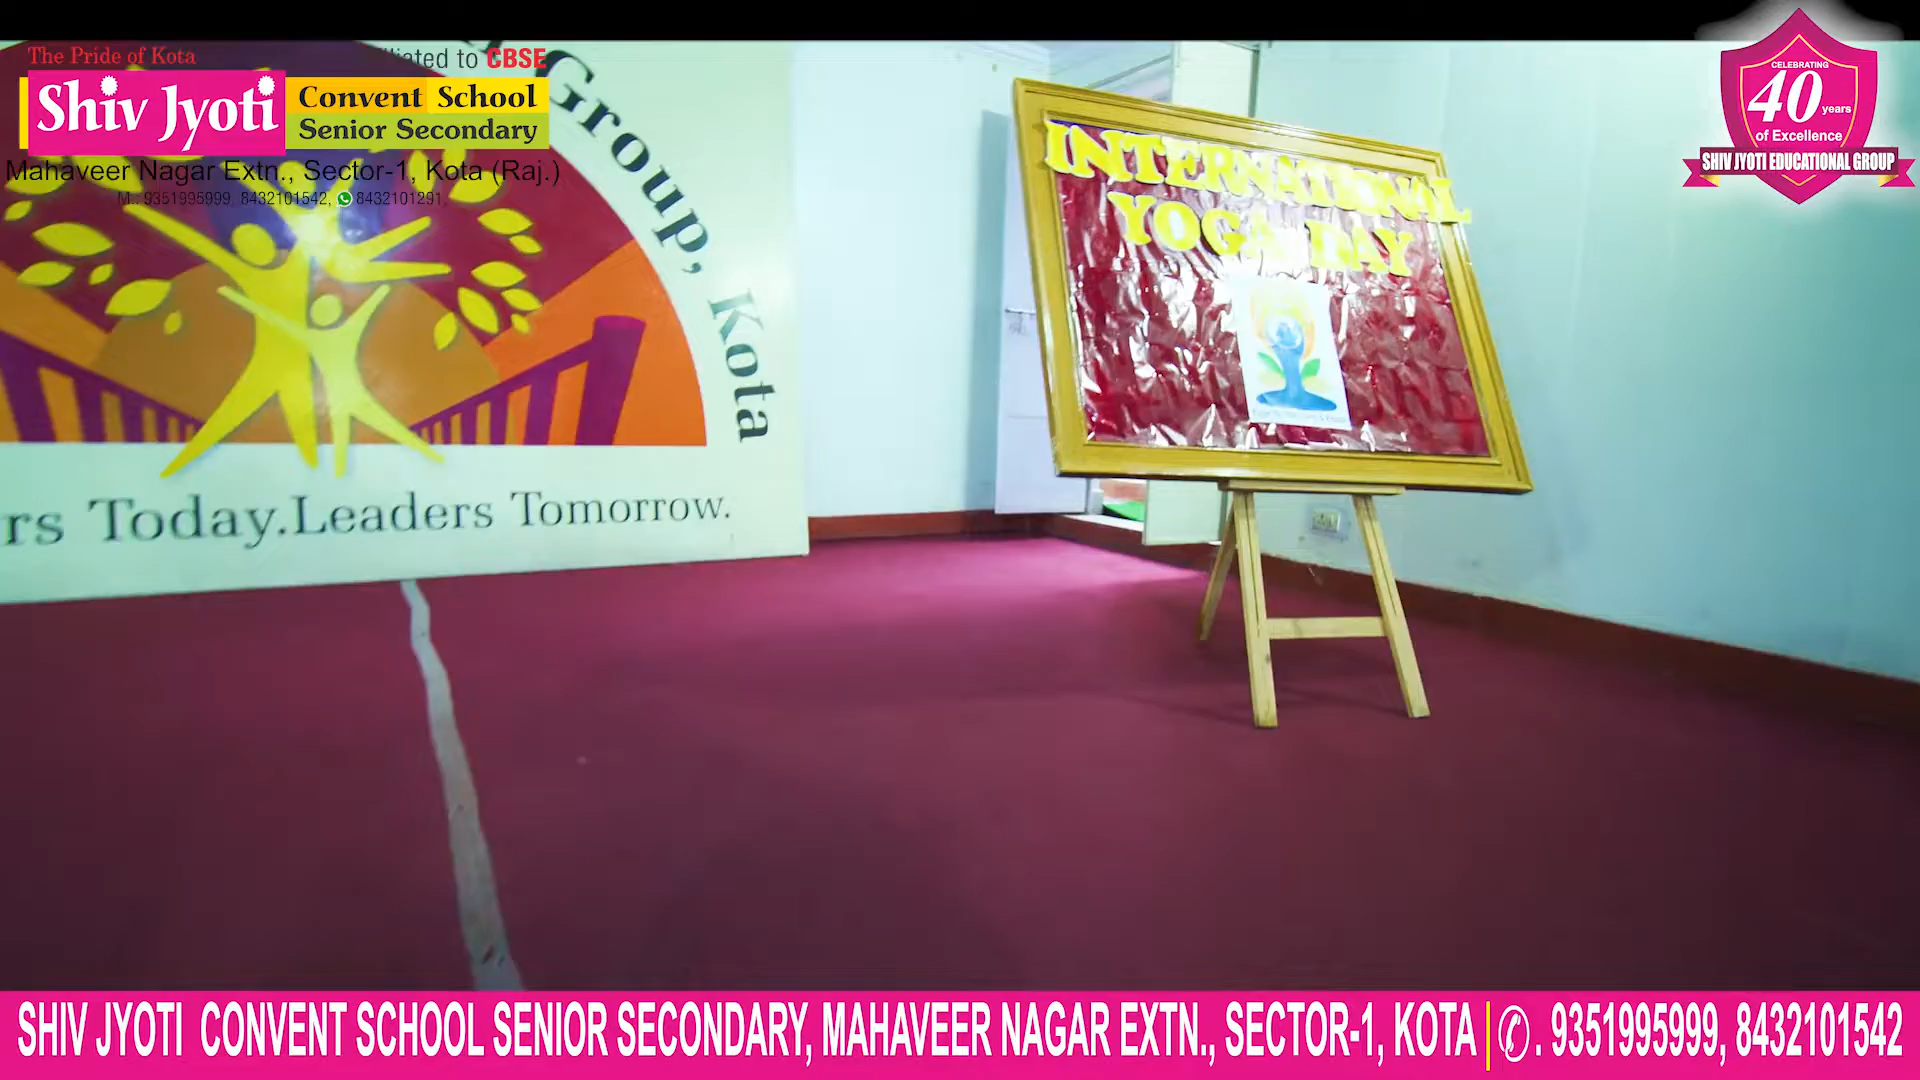 The Pride of Kota
iated to CBSE
Shiv Jyoti
Convent School
Senior Secondary
Mahaveer Nagar Extn., Sector-1, Kota (Raj.)
M.: 9351995999, 8432101542, 8432101291,
Group, Kota
rs Today.Leaders Tomorrow.
INTERNATIONAL
YOGA DAY
CELEBRATING
40 years
of Excellence
SHIV JYOTI EDUCATIONAL GROUP
SHIV JYOTI CONVENT SCHOOL SENIOR SECONDARY, MAHAVEER NAGAR EXTN., SECTOR-1, KOTA | ✆. 9351995999, 8432101542